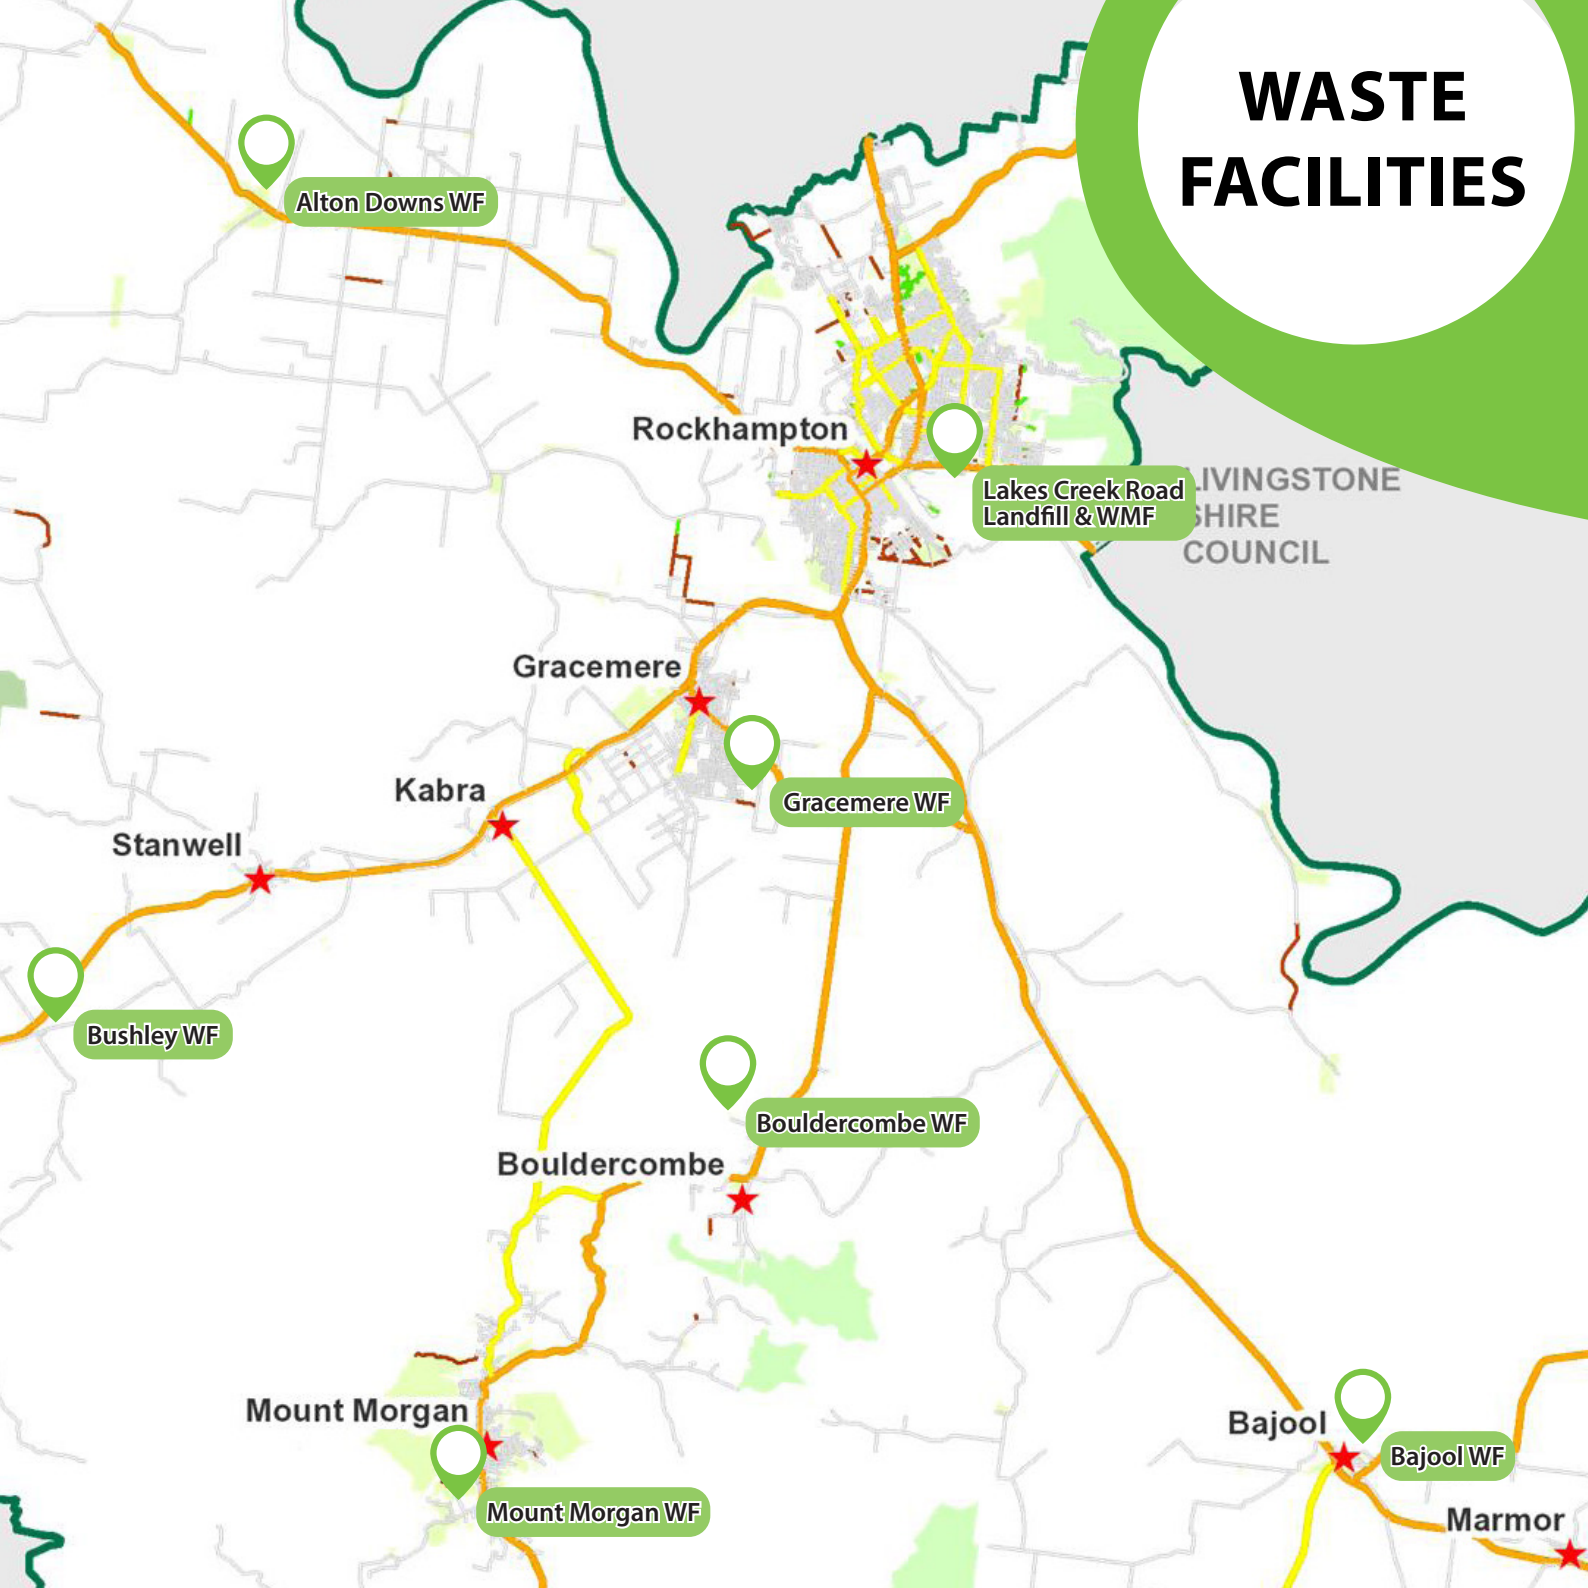 WASTE
FACILITIES
Alton Downs WF
Rockhampton
Lakes Creek Road
Landfill & WMF
LIVINGSTONE
SHIRE
COUNCIL
Gracemere
Kabra
Gracemere WF
Stanwell
Bushley WF
Bouldercombe WF
Bouldercombe
Mount Morgan
Bajool
Bajool WF
Mount Morgan WF
Marmor